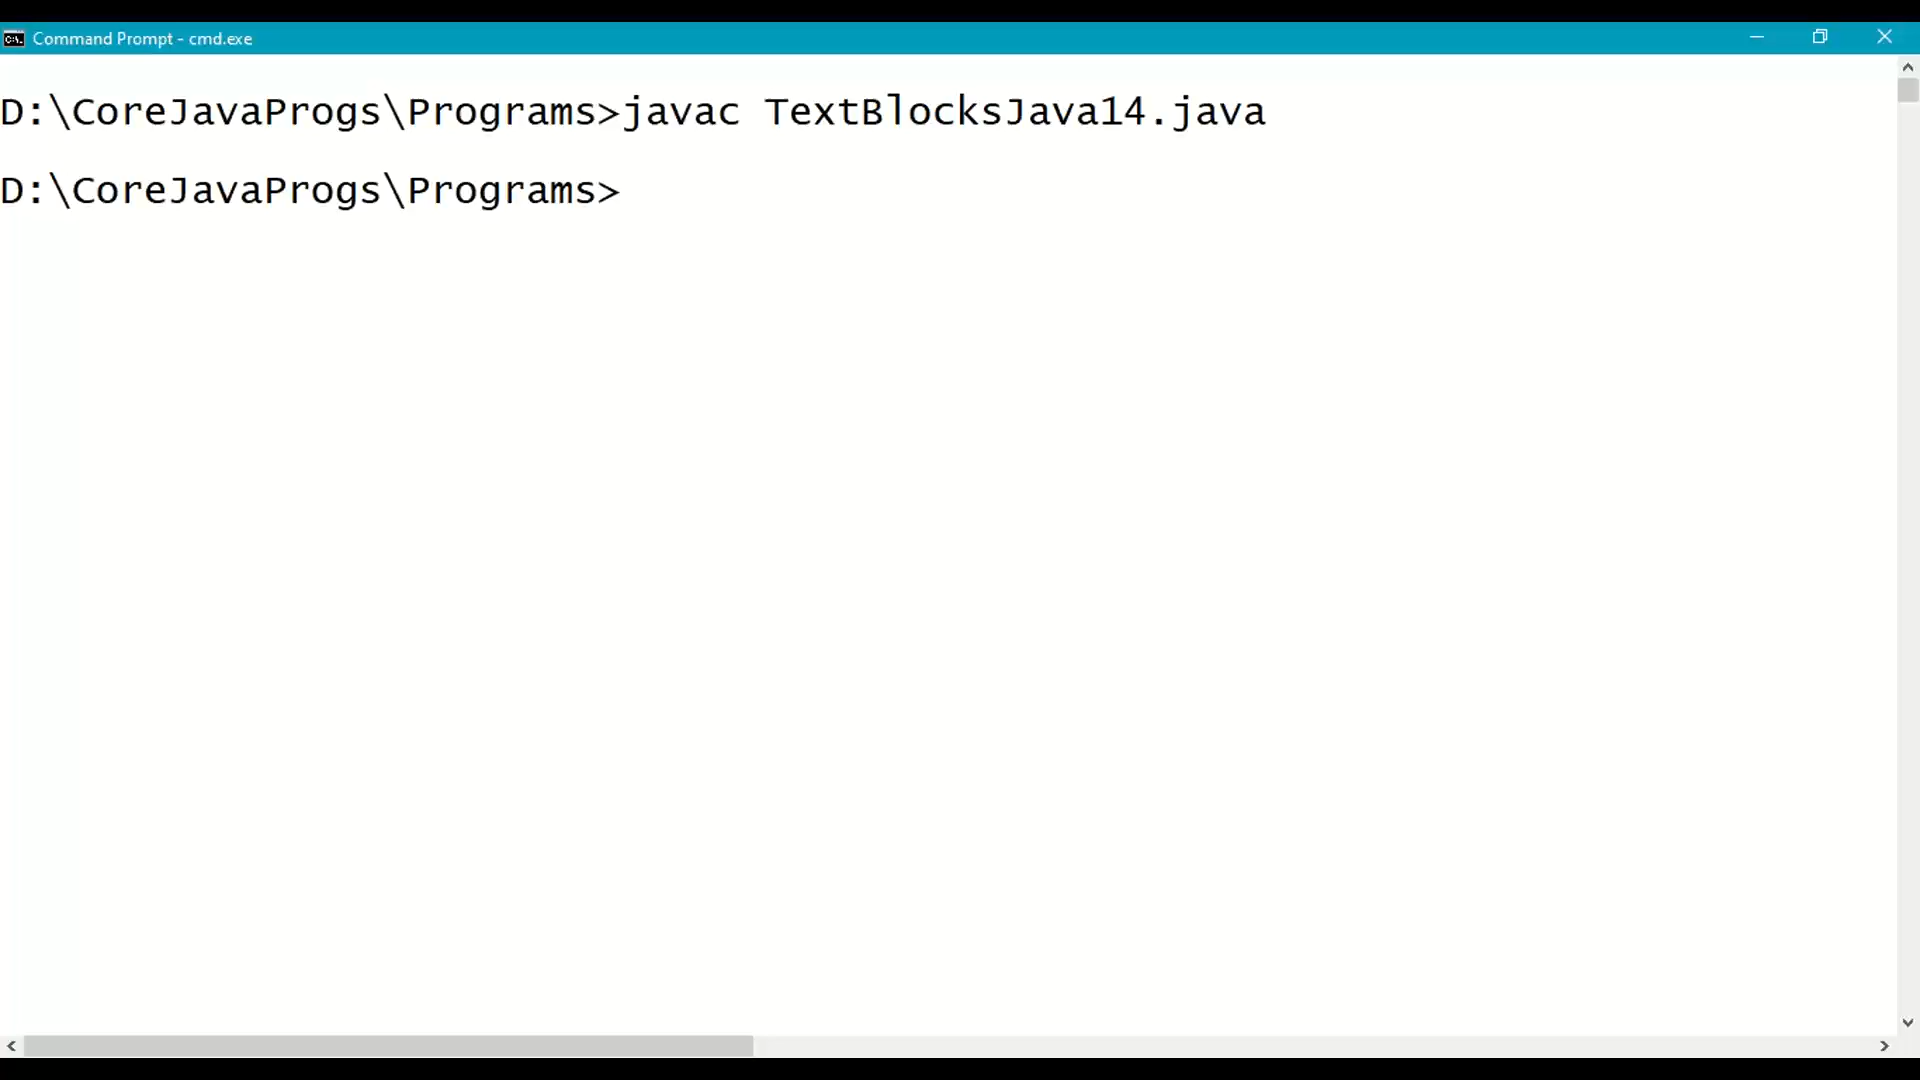 Command Prompt - cmd.exe
D:\CoreJavaProgs\Programs>javac TextBlocksJava14.java
D:\CoreJavaProgs\Programs>